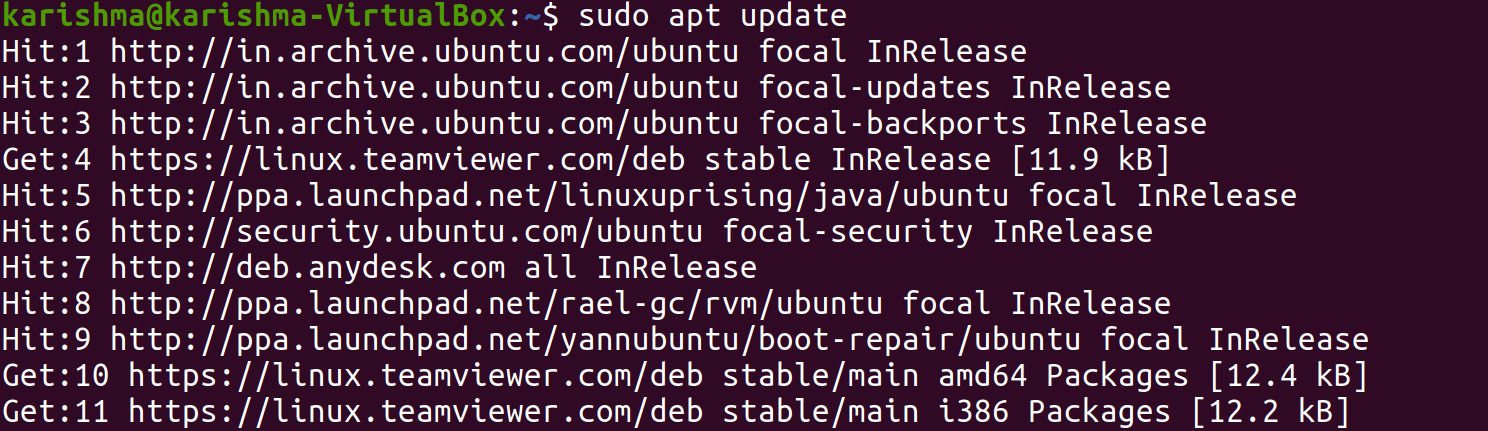 karishma@karishma-VirtualBox:~$ sudo apt update
Hit:1 http://in.archive.ubuntu.com/ubuntu focal InRelease
Hit:2 http://in.archive.ubuntu.com/ubuntu focal-updates InRelease
Hit:3 http://in.archive.ubuntu.com/ubuntu focal-backports InRelease
Get:4 https://linux.teamviewer.com/deb stable InRelease [11.9 kB]
Hit:5 http://ppa.launchpad.net/linuxuprising/java/ubuntu focal InRelease
Hit:6 http://security.ubuntu.com/ubuntu focal-security InRelease
Hit:7 http://deb.anydesk.com all InRelease
Hit:8 http://ppa.launchpad.net/rael-gc/rvm/ubuntu focal InRelease
Hit:9 http://ppa.launchpad.net/yannubuntu/boot-repair/ubuntu focal InRelease
Get:10 https://linux.teamviewer.com/deb stable/main amd64 Packages [12.4 kB]
Get:11 https://linux.teamviewer.com/deb stable/main i386 Packages [12.2 kB]